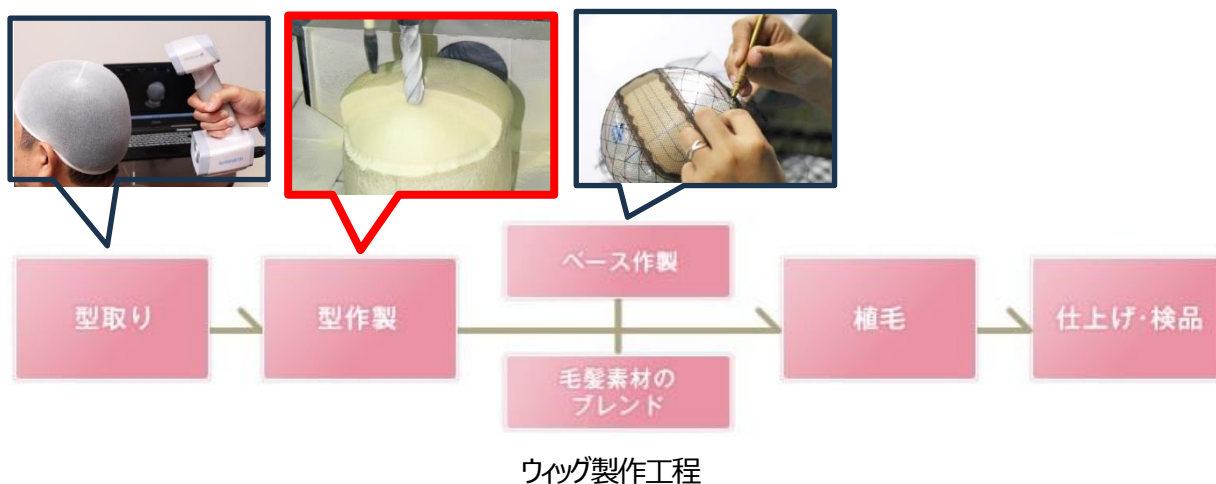 型取り
型作製
ベース作製
毛髪素材の
ブレンド
植毛
仕上げ・検品
ウィッグ製作工程